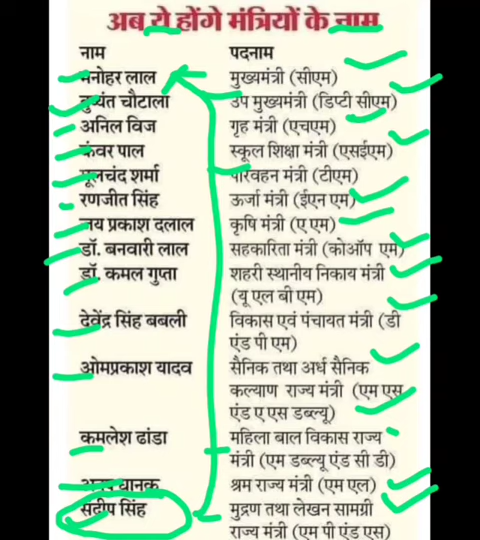 अब ये होंगे मंत्रियों के नाम
नाम पदनाम
मनोहर लाल मुख्यमंत्री (सीएम)
दुष्यंत चौटाला उप मुख्यमंत्री (डिप्टी सीएम)
अनिल विज गृह मंत्री (एचएम)
कंवर पाल स्कूल शिक्षा मंत्री (एसईएम)
मूलचंद शर्मा परिवहन मंत्री (टीएम)
रणजीत सिंह ऊर्जा मंत्री (ईएन एम)
जय प्रकाश दलाल कृषि मंत्री (ए एम)
डॉ. बनवारी लाल सहकारिता मंत्री (कोऑप एम)
डॉ. कमल गुप्ता शहरी स्थानीय निकाय मंत्री
(यू एल बी एम)
देवेंद्र सिंह बबली विकास एवं पंचायत मंत्री (डी
एंड पी एम)
ओमप्रकाश यादव सैनिक तथा अर्ध सैनिक
कल्याण राज्य मंत्री (एम एस
एंड ए एस डब्ल्यू)
कमलेश ढांडा महिला बाल विकास राज्य
मंत्री (एम डब्ल्यू एंड सी डी)
अनूप धानक श्रम राज्य मंत्री (एम एल)
संदीप सिंह मुद्रण तथा लेखन सामग्री
राज्य मंत्री (एम पी एंड एस)